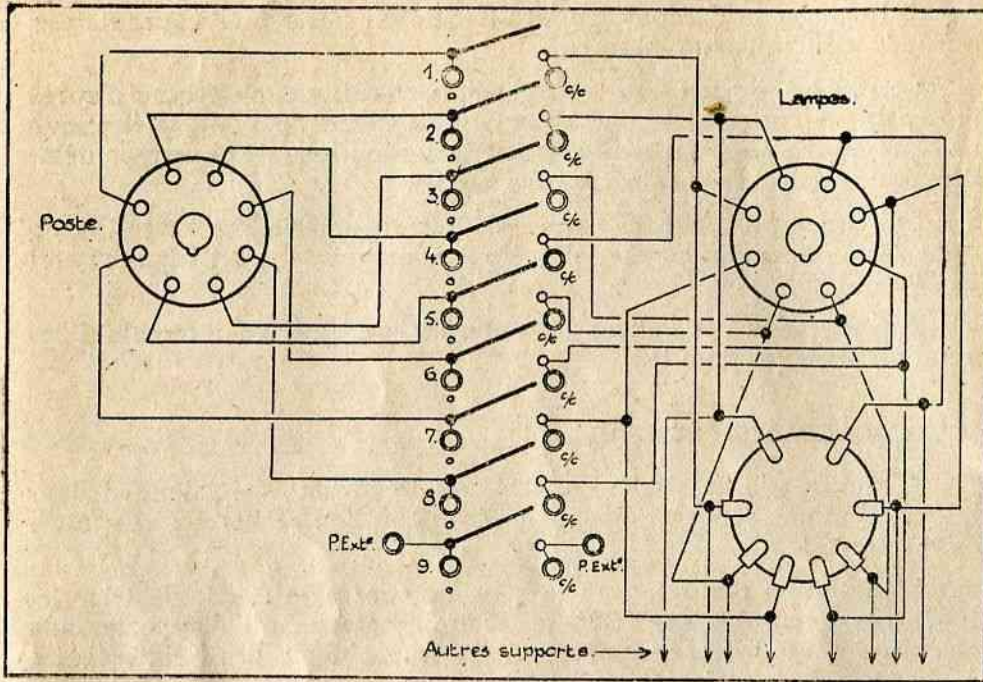 Lampes.
Poste.
1. c/c
2. c/c
3. c/c
4. c/c
5. c/c
6. c/c
7. c/c
8. c/c
P.Extᵉ. P.Extᵉ.
9. c/c
Autres supports.